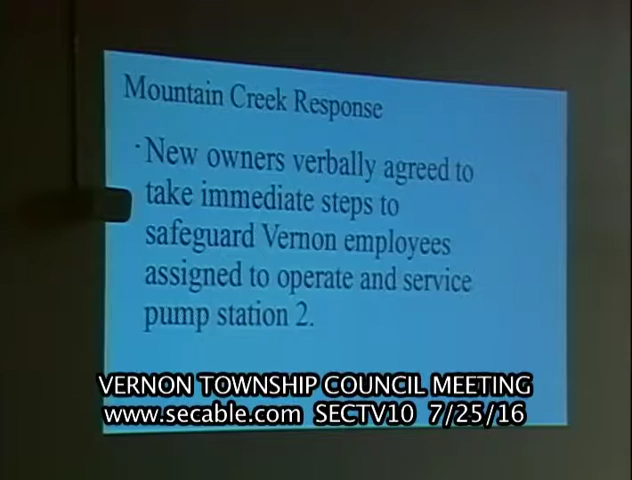 Mountain Creek Response
· New owners verbally agreed to
take immediate steps to
safeguard Vernon employees
assigned to operate and service
pump station 2.
VERNON TOWNSHIP COUNCIL MEETING
www.secable.com SECTV10 7/25/16